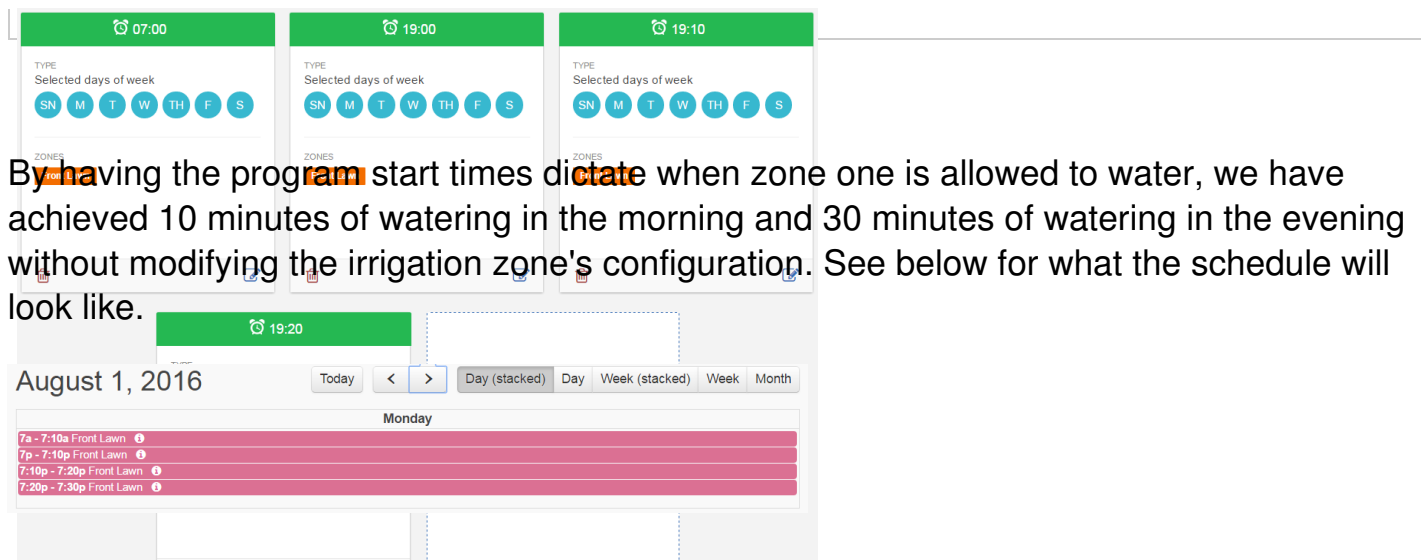 07:00
19:00
19:10
TYPE
TYPE
TYPE
Selected days of week
Selected days of week
Selected days of week
SN M T W TH F S
SN M T W TH F S
SN M T W TH F S
ZONES
ZONES
ZONES
By having the program start times dictate when zone one is allowed to water, we have
achieved 10 minutes of watering in the morning and 30 minutes of watering in the evening
without modifying the irrigation zone's configuration. See below for what the schedule will
look like.
19:20
August 1, 2016
Today < > Day (stacked) Day Week (stacked) Week Month
Monday
7a - 7:10a Front Lawn
7p - 7:10p Front Lawn
7:10p - 7:20p Front Lawn
7:20p - 7:30p Front Lawn